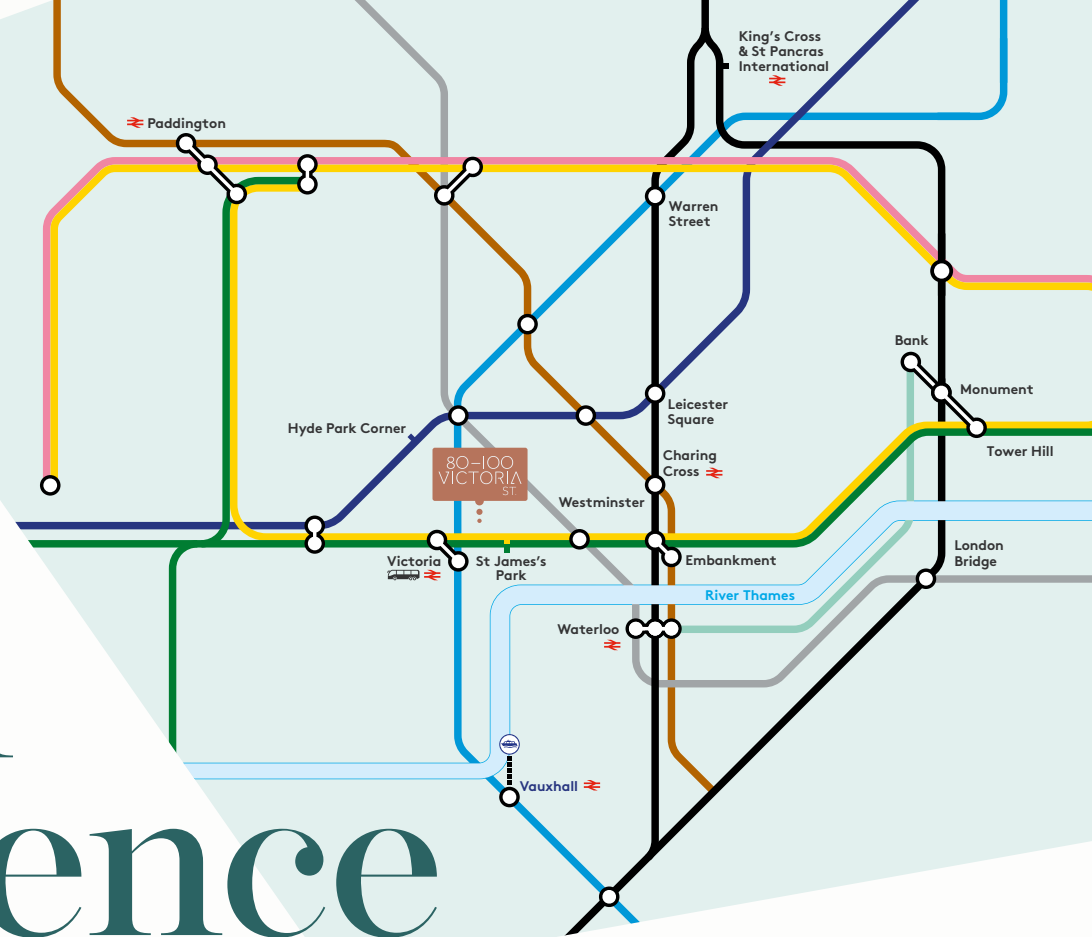 King's Cross
& St Pancras
International
Paddington
Warren
Street
Bank
Monument
Leicester
Square
Hyde Park Corner
Tower Hill
80–100
VICTORIA
ST.
Charing
Cross
Westminster
Victoria
St James's
Park
Embankment
London
Bridge
River Thames
Waterloo
Vauxhall
ence